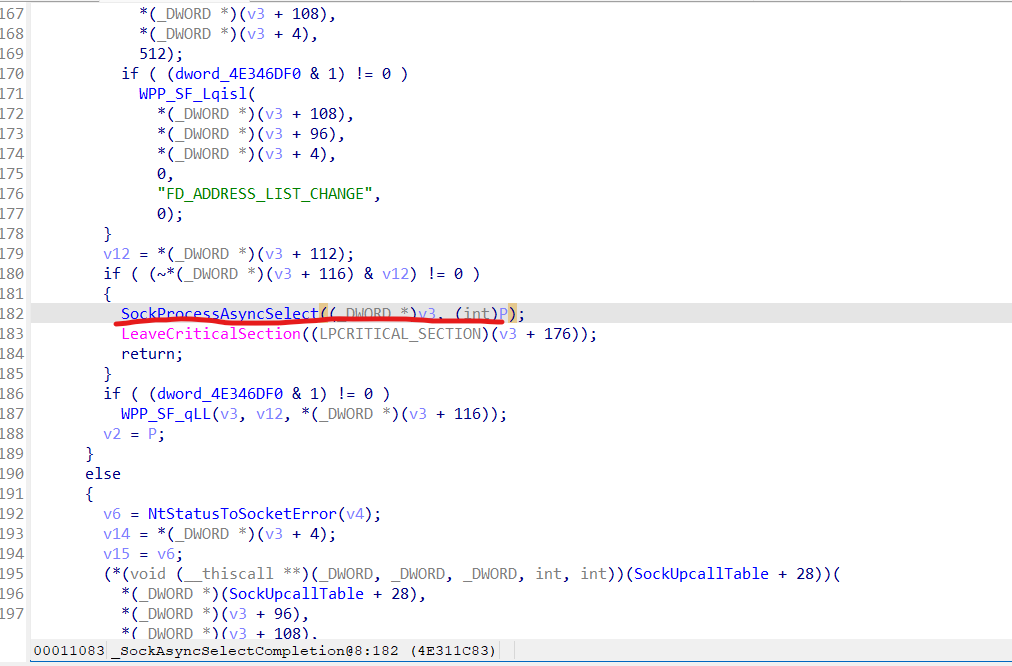 167 *(_DWORD *)(v3 + 108),
168 *(_DWORD *)(v3 + 4),
169 512);
170 if ( (dword_4E346DF0 & 1) != 0 )
171 WPP_SF_Lqisl(
172 *(_DWORD *)(v3 + 108),
173 *(_DWORD *)(v3 + 96),
174 *(_DWORD *)(v3 + 4),
175 0,
176 "FD_ADDRESS_LIST_CHANGE",
177 0);
178 }
179 v12 = *(_DWORD *)(v3 + 112);
180 if ( (~*(_DWORD *)(v3 + 116) & v12) != 0 )
181 {
182 SockProcessAsyncSelect((_DWORD *)v3, (int)P);
183 LeaveCriticalSection((LPCRITICAL_SECTION)(v3 + 176));
184 return;
185 }
186 if ( (dword_4E346DF0 & 1) != 0 )
187 WPP_SF_qLL(v3, v12, *(_DWORD *)(v3 + 116));
188 v2 = P;
189 }
190 else
191 {
192 v6 = NtStatusToSocketError(v4);
193 v14 = *(_DWORD *)(v3 + 4);
194 v15 = v6;
195 (*(void (__thiscall **)(_DWORD, _DWORD, _DWORD, int, int))(SockUpcallTable + 28))(
196 *(_DWORD *)(SockUpcallTable + 28),
197 *(_DWORD *)(v3 + 96),
*(_DWORD *)(v3 + 108),
00011083 _SockAsyncSelectCompletion@8:182 (4E311C83)